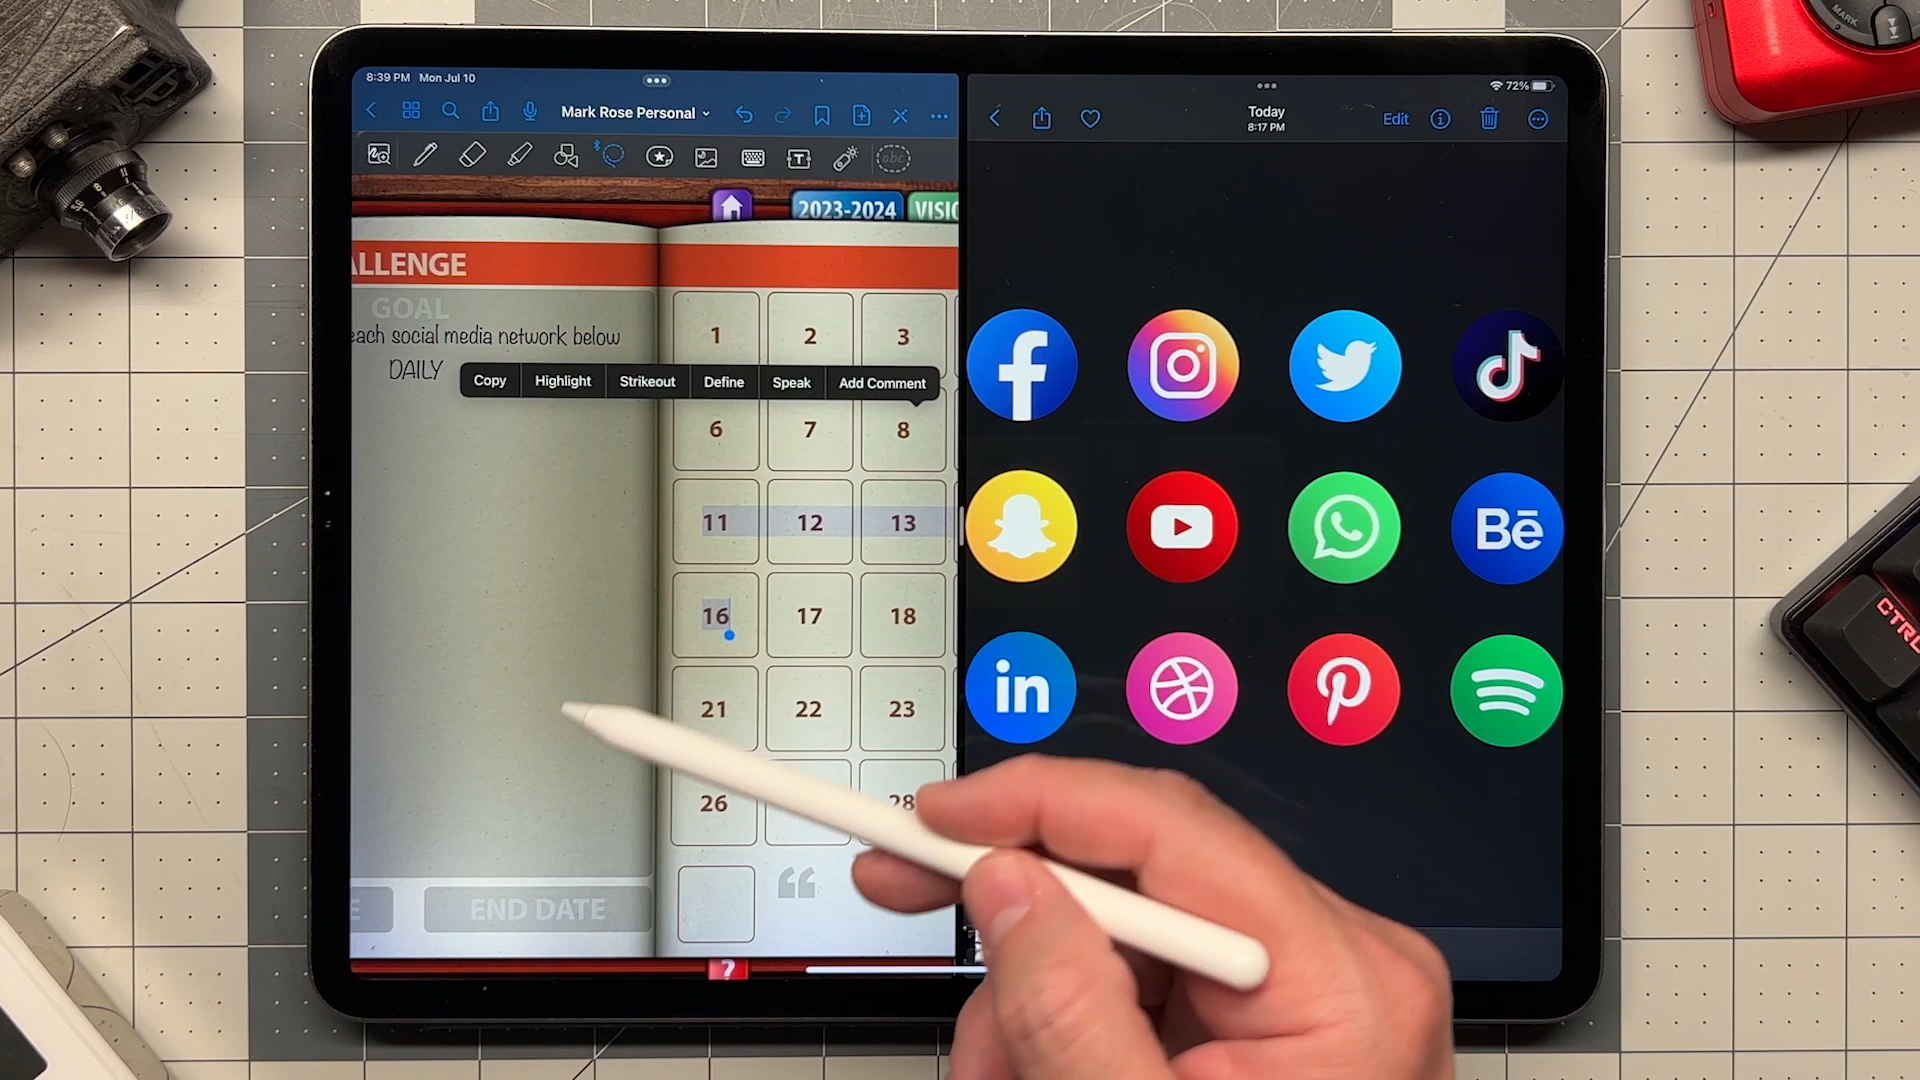 8:39 PM Mon Jul 10
Mark Rose Personal
abc
2023-2024
VISIO
ALLENGE
GOAL
each social media network below
DAILY
Copy Highlight Strikeout Define Speak Add Comment
1 2 3
6 7 8
11 12 13
16 17 18
21 22 23
26 28
END DATE
“
?
72%
Today
8:17 PM
Edit
f
Bē
in
MARK
CTRL